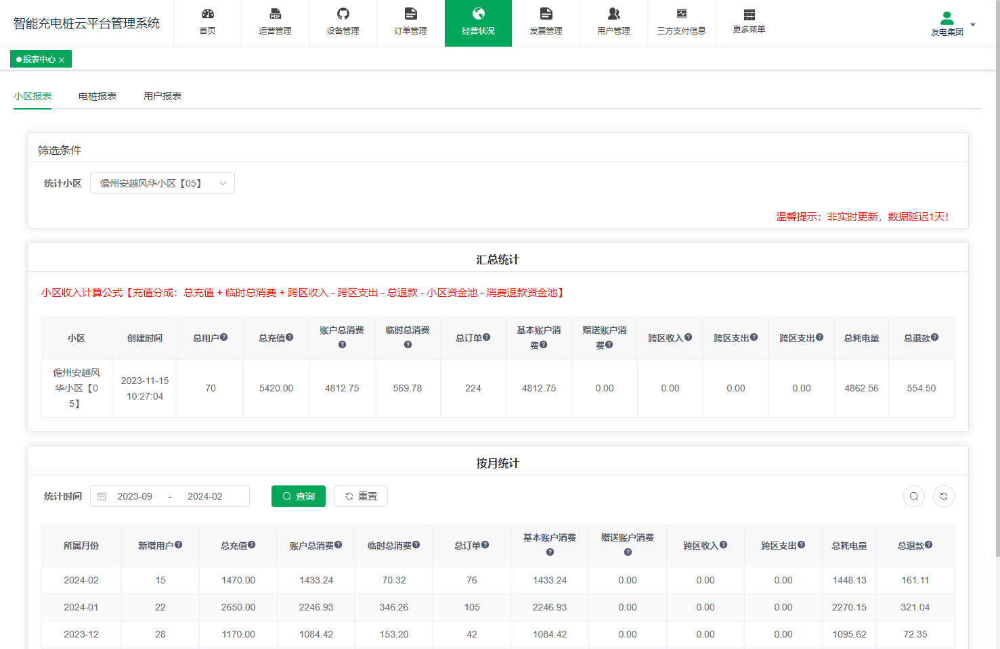 智能充电桩云平台管理系统
首页
运营管理
设备管理
订单管理
经营状况
发票管理
用户管理
三方支付信息
更多菜单
友电集团
报表中心 ×
小区报表 电桩报表 用户报表
筛选条件
统计小区 儋州安越风华小区【05】
温馨提示：非实时更新，数据延迟1天！
汇总统计
小区收入计算公式【充值分成：总充值 + 临时总消费 + 跨区收入 - 跨区支出 - 总退款 - 小区资金池 - 消费退款资金池】
小区 创建时间 总用户 总充值 账户总消费 临时总消费 总订单 基本账户消费 赠送账户消费 跨区收入 跨区支出 跨区支出 总耗电量 总退款
儋州安越风华小区【05】 2023-11-15 10:27:04 70 5420.00 4812.75 569.78 224 4812.75 0.00 0.00 0.00 0.00 4862.56 554.50
按月统计
统计时间 2023-09 - 2024-02 查询 重置
所属月份 新增用户 总充值 账户总消费 临时总消费 总订单 基本账户消费 赠送账户消费 跨区收入 跨区支出 总耗电量 总退款
2024-02 15 1470.00 1433.24 70.32 76 1433.24 0.00 0.00 0.00 1448.13 161.11
2024-01 22 2650.00 2246.93 346.26 105 2246.93 0.00 0.00 0.00 2270.15 321.04
2023-12 28 1170.00 1084.42 153.20 42 1084.42 0.00 0.00 0.00 1095.62 72.35